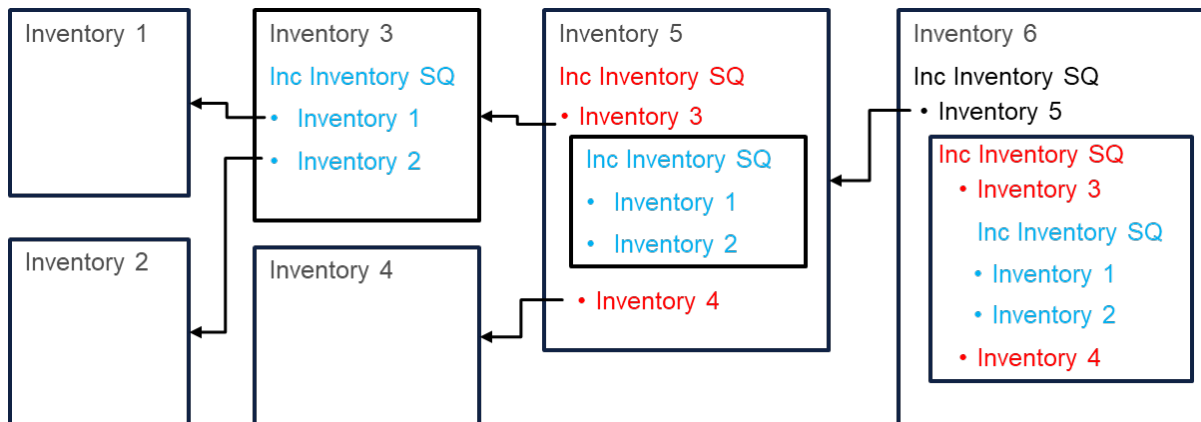 Inventory 1
Inventory 2
Inventory 3
Inc Inventory SQ
• Inventory 1
• Inventory 2
Inventory 4
Inventory 5
Inc Inventory SQ
• Inventory 3
Inc Inventory SQ
• Inventory 1
• Inventory 2
• Inventory 4
Inventory 6
Inc Inventory SQ
• Inventory 5
Inc Inventory SQ
• Inventory 3
Inc Inventory SQ
• Inventory 1
• Inventory 2
• Inventory 4